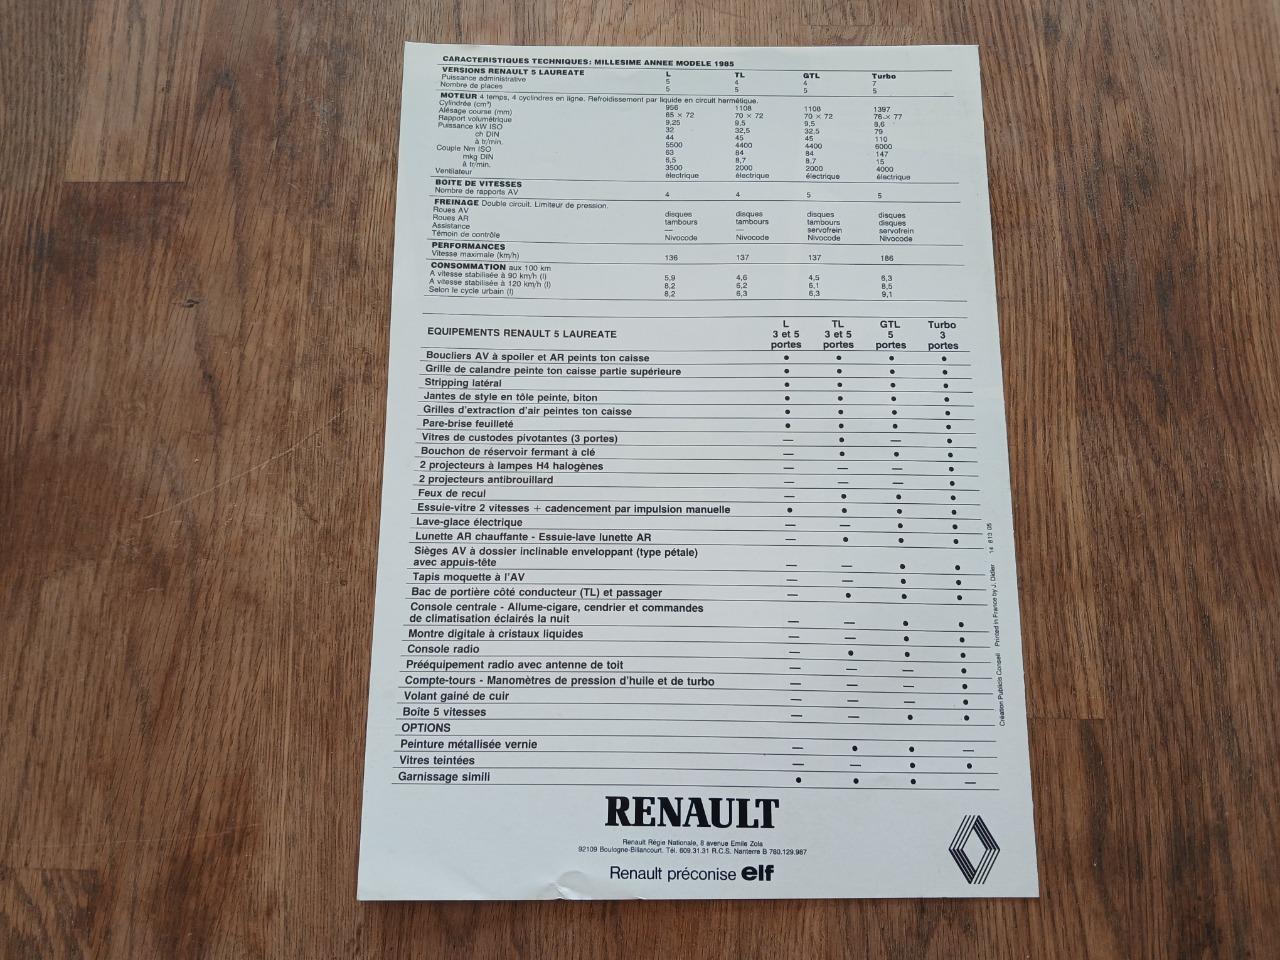 CARACTERISTIQUES TECHNIQUES: MILLESIME ANNEE MODELE 1985
VERSIONS RENAULT 5 LAUREATE L TL GTL Turbo
Puissance administrative 5 4 4 7
Nombre de places 5 5 5 5
MOTEUR 4 temps, 4 cyclindres en ligne. Refroidissement par liquide en circuit hermétique.
Cylindrée (cm³) 956 1108 1108 1397
Alésage course (mm) 65 × 72 70 × 72 70 × 72 76 × 77
Rapport volumétrique 9,25 9,5 9,5 8,6
Puissance kW ISO 32 32,5 32,5 79
ch DIN 44 45 45 110
à tr/min. 5500 4400 4400 6000
Couple Nm ISO 63 84 84 147
mkg DIN 6,5 8,7 8,7 15
à tr/min. 3500 2000 2000 4000
Ventilateur électrique électrique électrique électrique
BOITE DE VITESSES
Nombre de rapports AV 4 4 5 5
FREINAGE Double circuit. Limiteur de pression.
Roues AV disques disques disques disques
Roues AR tambours tambours tambours disques
Assistance — — servofrein servofrein
Témoin de contrôle Nivocode Nivocode Nivocode Nivocode
PERFORMANCES
Vitesse maximale (km/h) 136 137 137 186
CONSOMMATION aux 100 km
A vitesse stabilisée à 90 km/h (l) 5,9 4,6 4,5 6,3
A vitesse stabilisée à 120 km/h (l) 8,2 6,2 6,1 8,5
Selon le cycle urbain (l) 8,2 6,3 6,3 9,1
EQUIPEMENTS RENAULT 5 LAUREATE L 3 et 5 portes TL 3 et 5 portes GTL 5 portes Turbo 3 portes
Boucliers AV à spoiler et AR peints ton caisse • • • •
Grille de calandre peinte ton caisse partie supérieure • • • •
Stripping latéral • • • •
Jantes de style en tôle peinte, biton • • • •
Grilles d'extraction d'air peintes ton caisse • • • •
Pare-brise feuilleté • • • •
Vitres de custodes pivotantes (3 portes) — • — •
Bouchon de réservoir fermant à clé — • • •
2 projecteurs à lampes H4 halogènes — — — •
2 projecteurs antibrouillard — — — •
Feux de recul — • • •
Essuie-vitre 2 vitesses + cadencement par impulsion manuelle • • • •
Lave-glace électrique — — • •
Lunette AR chauffante - Essuie-lave lunette AR — • • •
Sièges AV à dossier inclinable enveloppant (type pétale)
avec appuis-tête — — • •
Tapis moquette à l'AV — — • •
Bac de portière côté conducteur (TL) et passager — • • •
Console centrale - Allume-cigare, cendrier et commandes
de climatisation éclairés la nuit — — • •
Montre digitale à cristaux liquides — — • •
Console radio — • • •
Prééquipement radio avec antenne de toit — — — •
Compte-tours - Manomètres de pression d'huile et de turbo — — — •
Volant gainé de cuir — — — •
Boîte 5 vitesses — — • •
OPTIONS
Peinture métallisée vernie — • • —
Vitres teintées — — • •
Garnissage simili • • • —
RENAULT
Renault Régie Nationale, 8 avenue Emile Zola
92109 Boulogne-Billancourt. Tél. 609.31.31 R.C.S. Nanterre B 780.129.987
Renault préconise elf
Création Publicis Conseil Printed in France by J. Didier 14 613 05